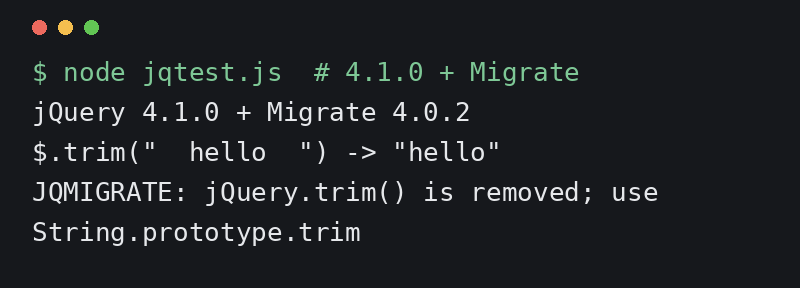 $ node jqtest.js  # 4.1.0 + Migrate
jQuery 4.1.0 + Migrate 4.0.2
$.trim("  hello  ") -> "hello"
JQMIGRATE: jQuery.trim() is removed; use
String.prototype.trim